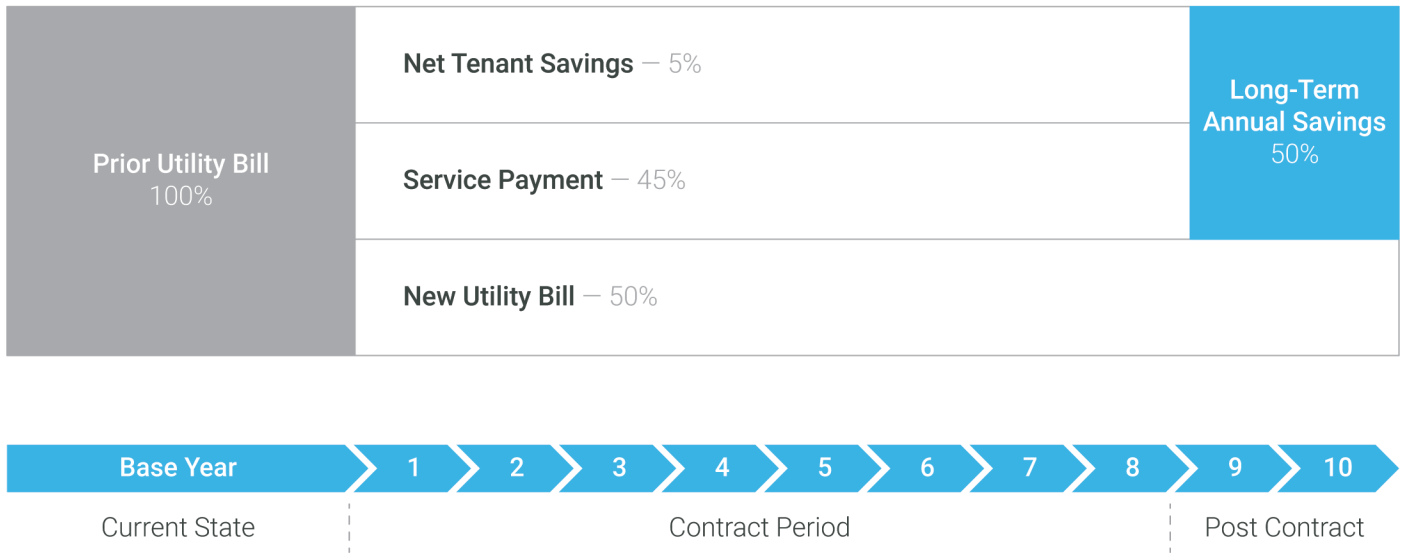 Prior Utility Bill
100%
Net Tenant Savings — 5%
Service Payment — 45%
New Utility Bill — 50%
Long-Term
Annual Savings
50%
Base Year 1 2 3 4 5 6 7 8 9 10
Current State Contract Period Post Contract